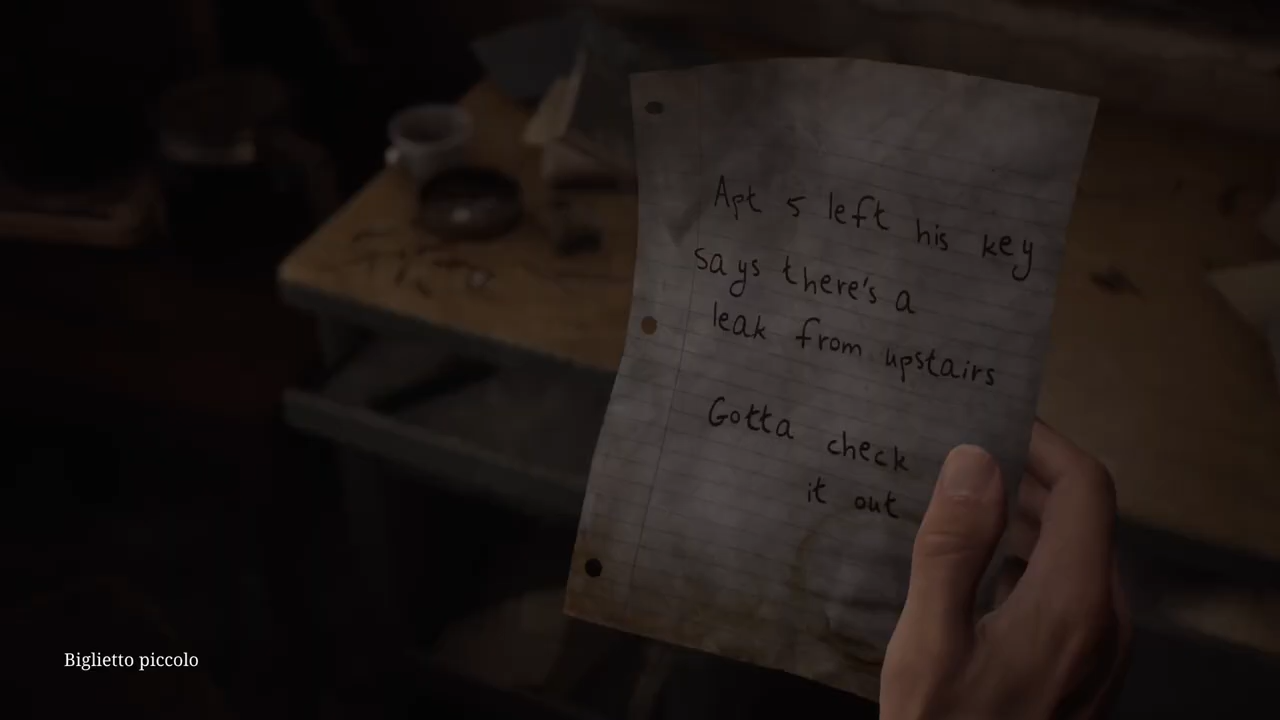 Apt 5 left his key
says there's a
leak from upstairs
Gotta check
it out
Biglietto piccolo